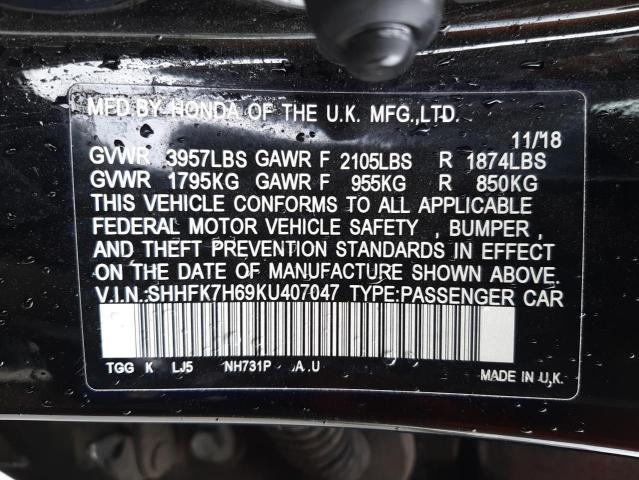 MFD BY HONDA OF THE U.K. MFG.,LTD.
11/18
GVWR 3957LBS GAWR F 2105LBS R 1874LBS
GVWR 1795KG GAWR F 955KG R 850KG
THIS VEHICLE CONFORMS TO ALL APPLICABLE
FEDERAL MOTOR VEHICLE SAFETY , BUMPER ,
AND THEFT PREVENTION STANDARDS IN EFFECT
ON THE DATE OF MANUFACTURE SHOWN ABOVE.
V.I.N.:SHHFK7H69KU407047 TYPE:PASSENGER CAR
TGG K LJ5 NH731P .A .U
MADE IN U.K.